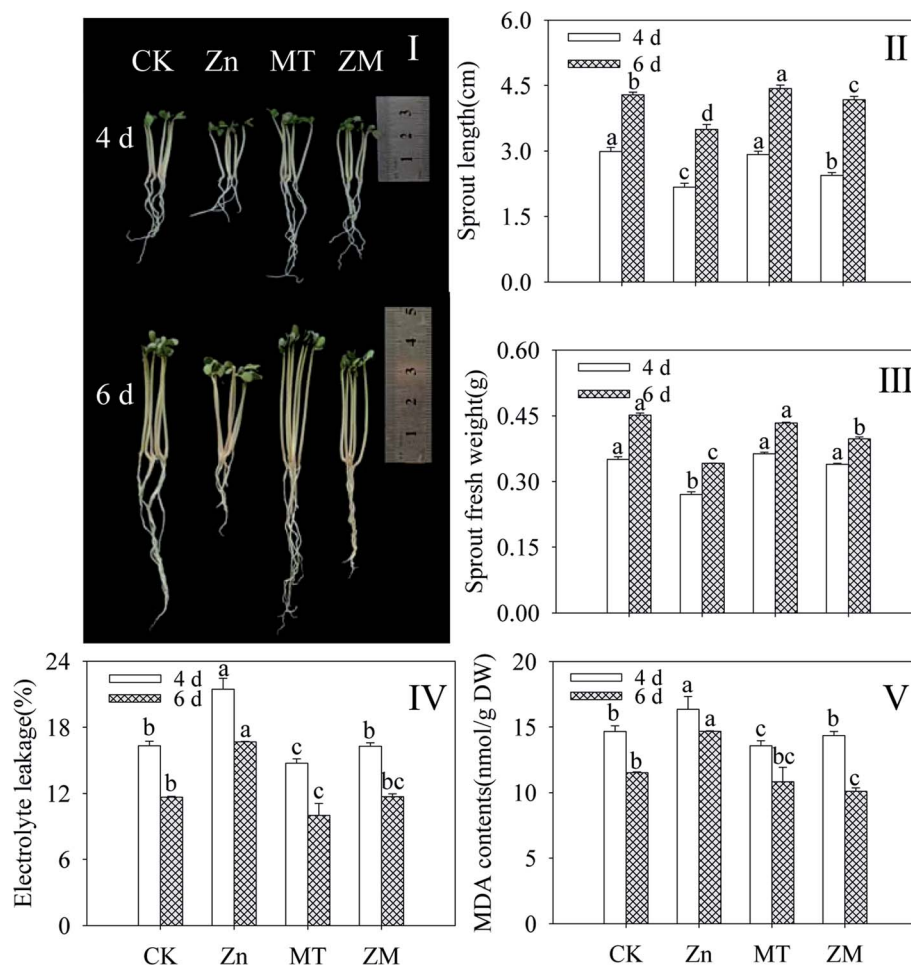 I
CK Zn MT ZM
4 d
3
2
1
6 d
5
4
3
2
1
II
4 d
6 d
Sprout length(cm)
6.0
4.5
3.0
1.5
0.0
a b c d a a b c
III
4 d
6 d
Sprout fresh weight(g)
0.60
0.45
0.30
0.15
0.00
a a b c a a a b
IV
4 d
6 d
Electrolyte leakage(%)
24
18
12
6
0
b b a a c c b bc
CK Zn MT ZM
V
4 d
6 d
MDA contents(nmol/g DW)
20
15
10
5
0
b b a a c bc b c
CK Zn MT ZM